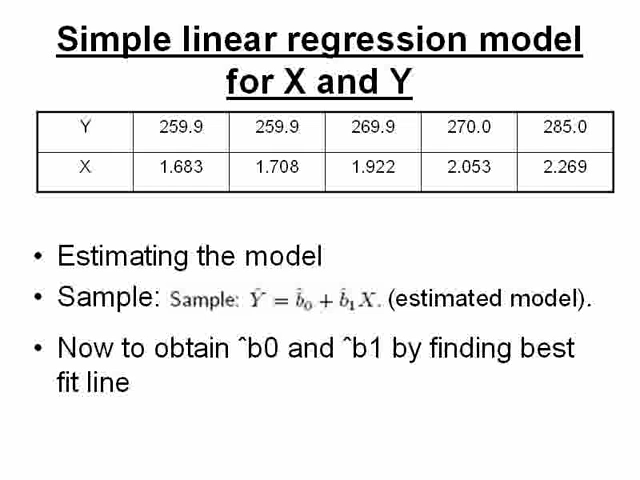 Simple linear regression model
for X and Y
Y 259.9 259.9 269.9 270.0 285.0
X 1.683 1.708 1.922 2.053 2.269
• Estimating the model
• Sample: Sample: Ŷ = b̂₀ + b̂₁X. (estimated model).
• Now to obtain ˆb0 and ˆb1 by finding best
fit line